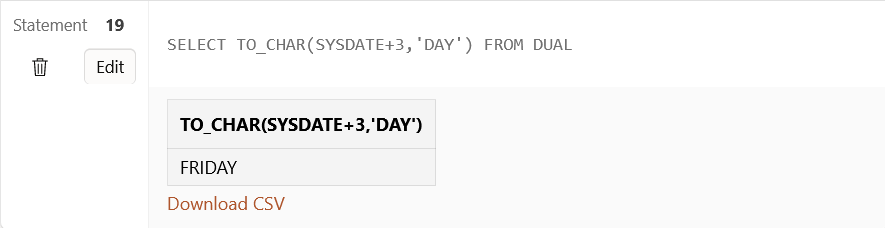 Statement 19
Edit
SELECT TO_CHAR(SYSDATE+3,'DAY') FROM DUAL
TO_CHAR(SYSDATE+3,'DAY')
FRIDAY
Download CSV